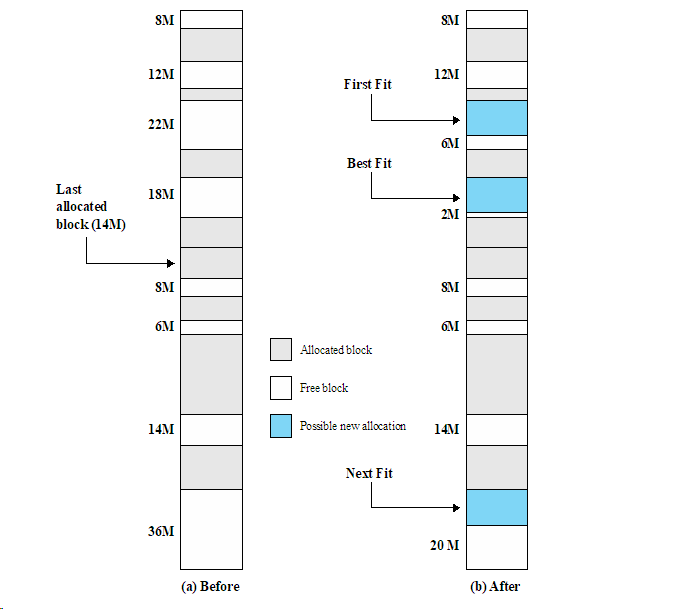 8M
12M
22M
18M
Last
allocated
block (14M)
8M
6M
14M
36M
(a) Before
Allocated block
Free block
Possible new allocation
8M
12M
First Fit
6M
Best Fit
2M
8M
6M
14M
Next Fit
20 M
(b) After